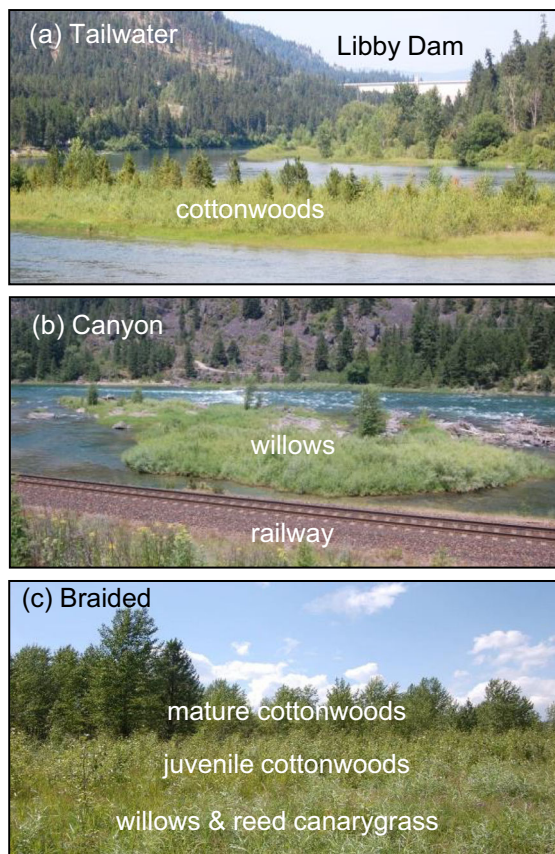 (a) Tailwater
Libby Dam
cottonwoods
(b) Canyon
willows
railway
(c) Braided
mature cottonwoods
juvenile cottonwoods
willows & reed canarygrass